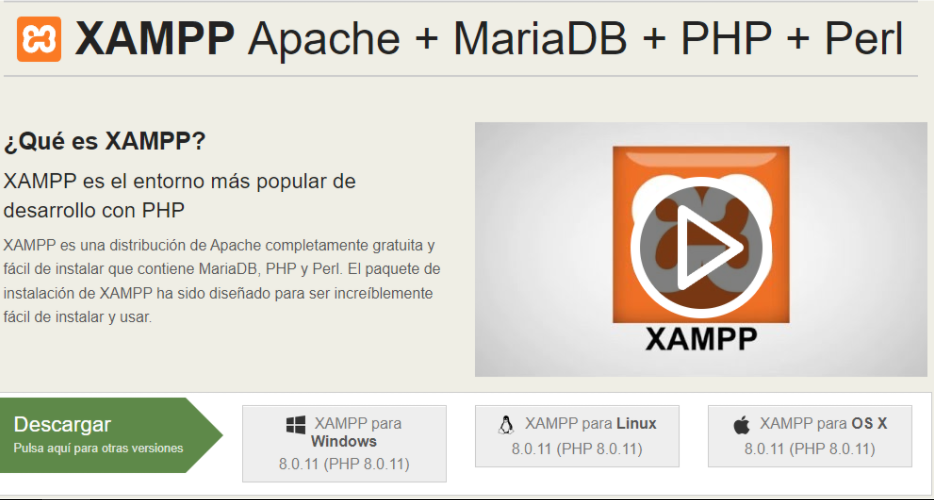 XAMPP Apache + MariaDB + PHP + Perl
¿Qué es XAMPP?
XAMPP es el entorno más popular de
desarrollo con PHP
XAMPP es una distribución de Apache completamente gratuita y
fácil de instalar que contiene MariaDB, PHP y Perl. El paquete de
instalación de XAMPP ha sido diseñado para ser increíblemente
fácil de instalar y usar.
XAMPP
Descargar
Pulsa aquí para otras versiones
XAMPP para
Windows
8.0.11 (PHP 8.0.11)
XAMPP para Linux
8.0.11 (PHP 8.0.11)
XAMPP para OS X
8.0.11 (PHP 8.0.11)